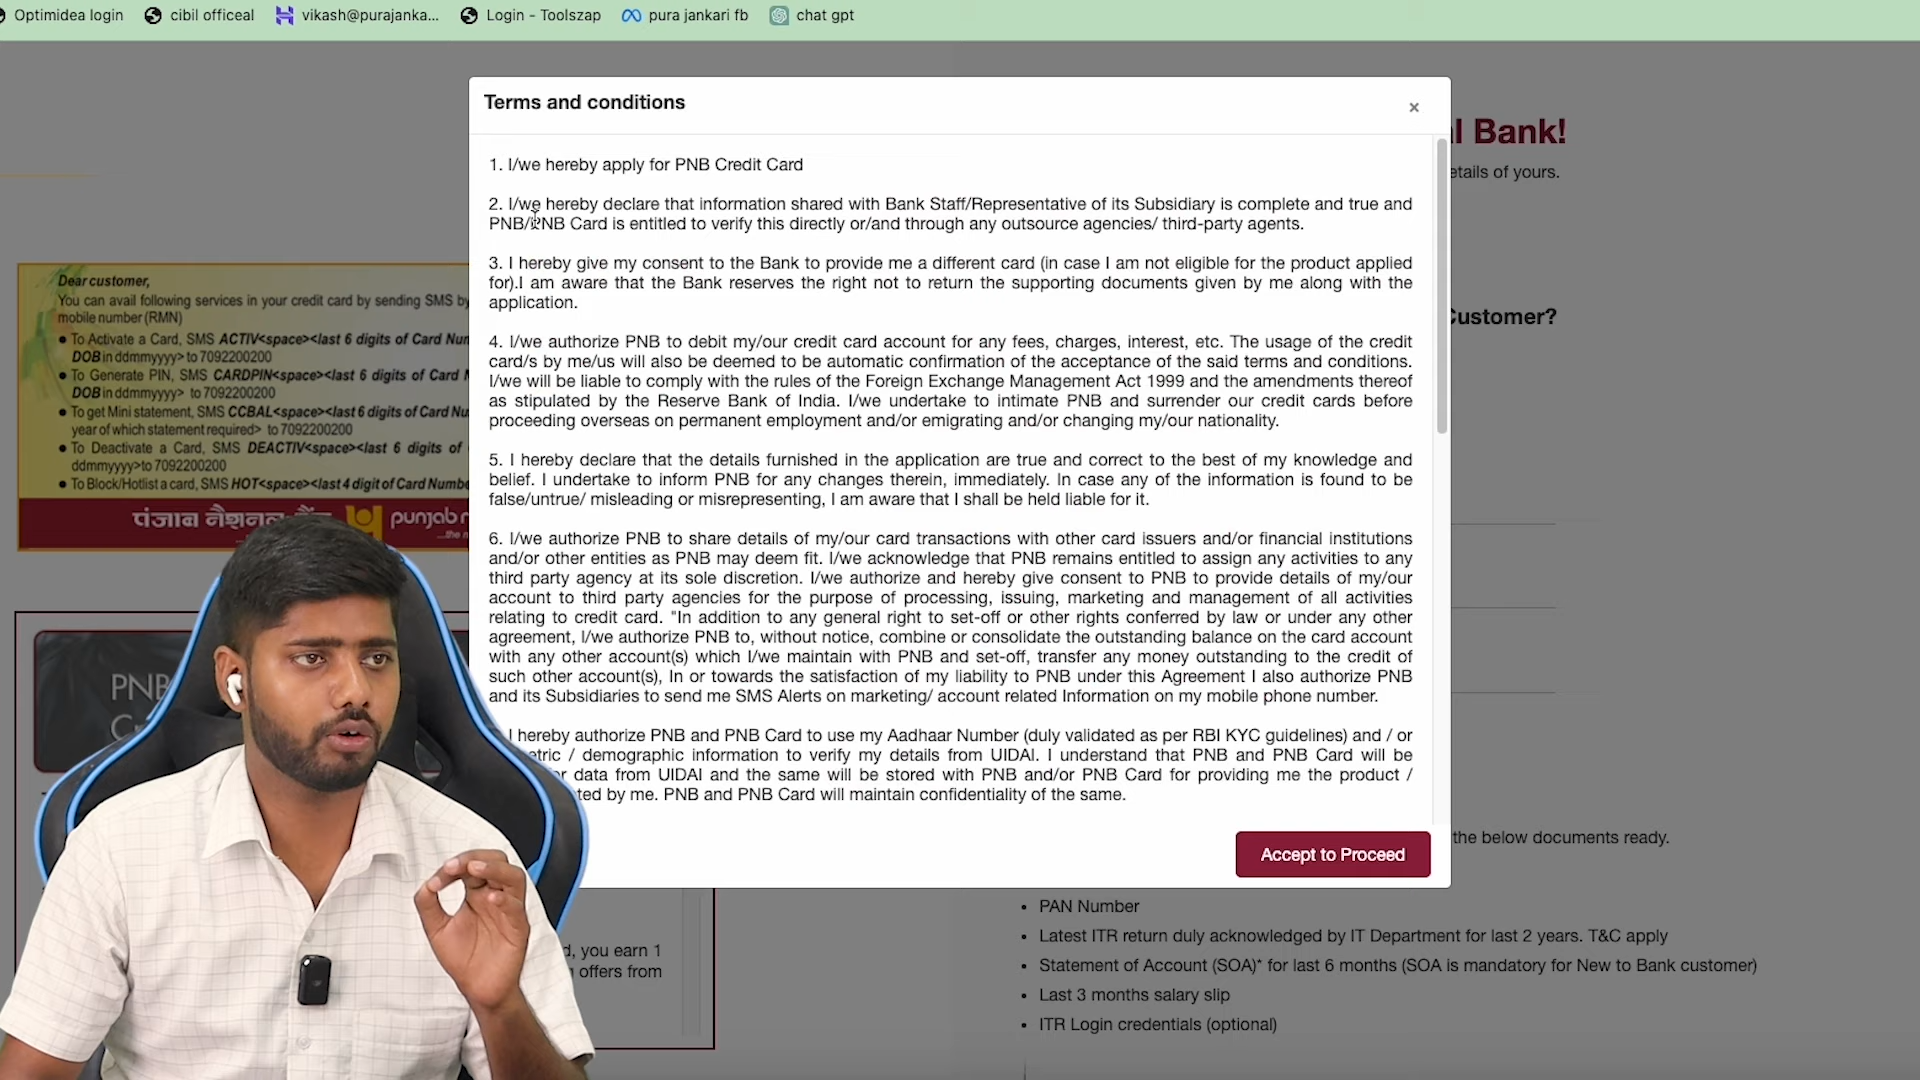 Optimidea login cibil officeal vikash@purajanka... Login - Toolszap pura jankari fb chat gpt
Terms and conditions
×
1. I/we hereby apply for PNB Credit Card
2. I/we hereby declare that information shared with Bank Staff/Representative of its Subsidiary is complete and true and
PNB/PNB Card is entitled to verify this directly or/and through any outsource agencies/ third-party agents.
3. I hereby give my consent to the Bank to provide me a different card (in case I am not eligible for the product applied
for).I am aware that the Bank reserves the right not to return the supporting documents given by me along with the
application.
4. I/we authorize PNB to debit my/our credit card account for any fees, charges, interest, etc. The usage of the credit
card/s by me/us will also be deemed to be automatic confirmation of the acceptance of the said terms and conditions.
I/we will be liable to comply with the rules of the Foreign Exchange Management Act 1999 and the amendments thereof
as stipulated by the Reserve Bank of India. I/we undertake to intimate PNB and surrender our credit cards before
proceeding overseas on permanent employment and/or emigrating and/or changing my/our nationality.
5. I hereby declare that the details furnished in the application are true and correct to the best of my knowledge and
belief. I undertake to inform PNB for any changes therein, immediately. In case any of the information is found to be
false/untrue/ misleading or misrepresenting, I am aware that I shall be held liable for it.
6. I/we authorize PNB to share details of my/our card transactions with other card issuers and/or financial institutions
and/or other entities as PNB may deem fit. I/we acknowledge that PNB remains entitled to assign any activities to any
third party agency at its sole discretion. I/we authorize and hereby give consent to PNB to provide details of my/our
account to third party agencies for the purpose of processing, issuing, marketing and management of all activities
relating to credit card. "In addition to any general right to set-off or other rights conferred by law or under any other
agreement, I/we authorize PNB to, without notice, combine or consolidate the outstanding balance on the card account
with any other account(s) which I/we maintain with PNB and set-off, transfer any money outstanding to the credit of
such other account(s), In or towards the satisfaction of my liability to PNB under this Agreement I also authorize PNB
and its Subsidiaries to send me SMS Alerts on marketing/ account related Information on my mobile phone number.
I hereby authorize PNB and PNB Card to use my Aadhaar Number (duly validated as per RBI KYC guidelines) and / or
etric / demographic information to verify my details from UIDAI. I understand that PNB and PNB Card will be
r data from UIDAI and the same will be stored with PNB and/or PNB Card for providing me the product /
ted by me. PNB and PNB Card will maintain confidentiality of the same.
Accept to Proceed
Dear customer,
You can avail following services in your credit card by sending SMS by
mobile number (RMN)
• To Activate a Card, SMS ACTIV<space><last 6 digits of Card Num
DOB in ddmmyyyy> to 7092200200
• To Generate PIN, SMS CARDPIN<space><last 6 digits of Card N
DOB in ddmmyyyy> to 7092200200
• To get Mini statement, SMS CCBAL<space><last 6 digits of Card Nu
year of which statement required> to 7092200200
• To Deactivate a Card, SMS DEACTIV<space><last 6 digits of
ddmmyyyy>to 7092200200
• To Block/Hotlist a card, SMS HOT<space><last 4 digit of Card Numbe
पंजाब नैशनल बैंक punjab n
...the n
PNB
C
d, you earn 1
offers from
l Bank!
etails of yours.
Customer?
the below documents ready.
• PAN Number
• Latest ITR return duly acknowledged by IT Department for last 2 years. T&C apply
• Statement of Account (SOA)* for last 6 months (SOA is mandatory for New to Bank customer)
• Last 3 months salary slip
• ITR Login credentials (optional)